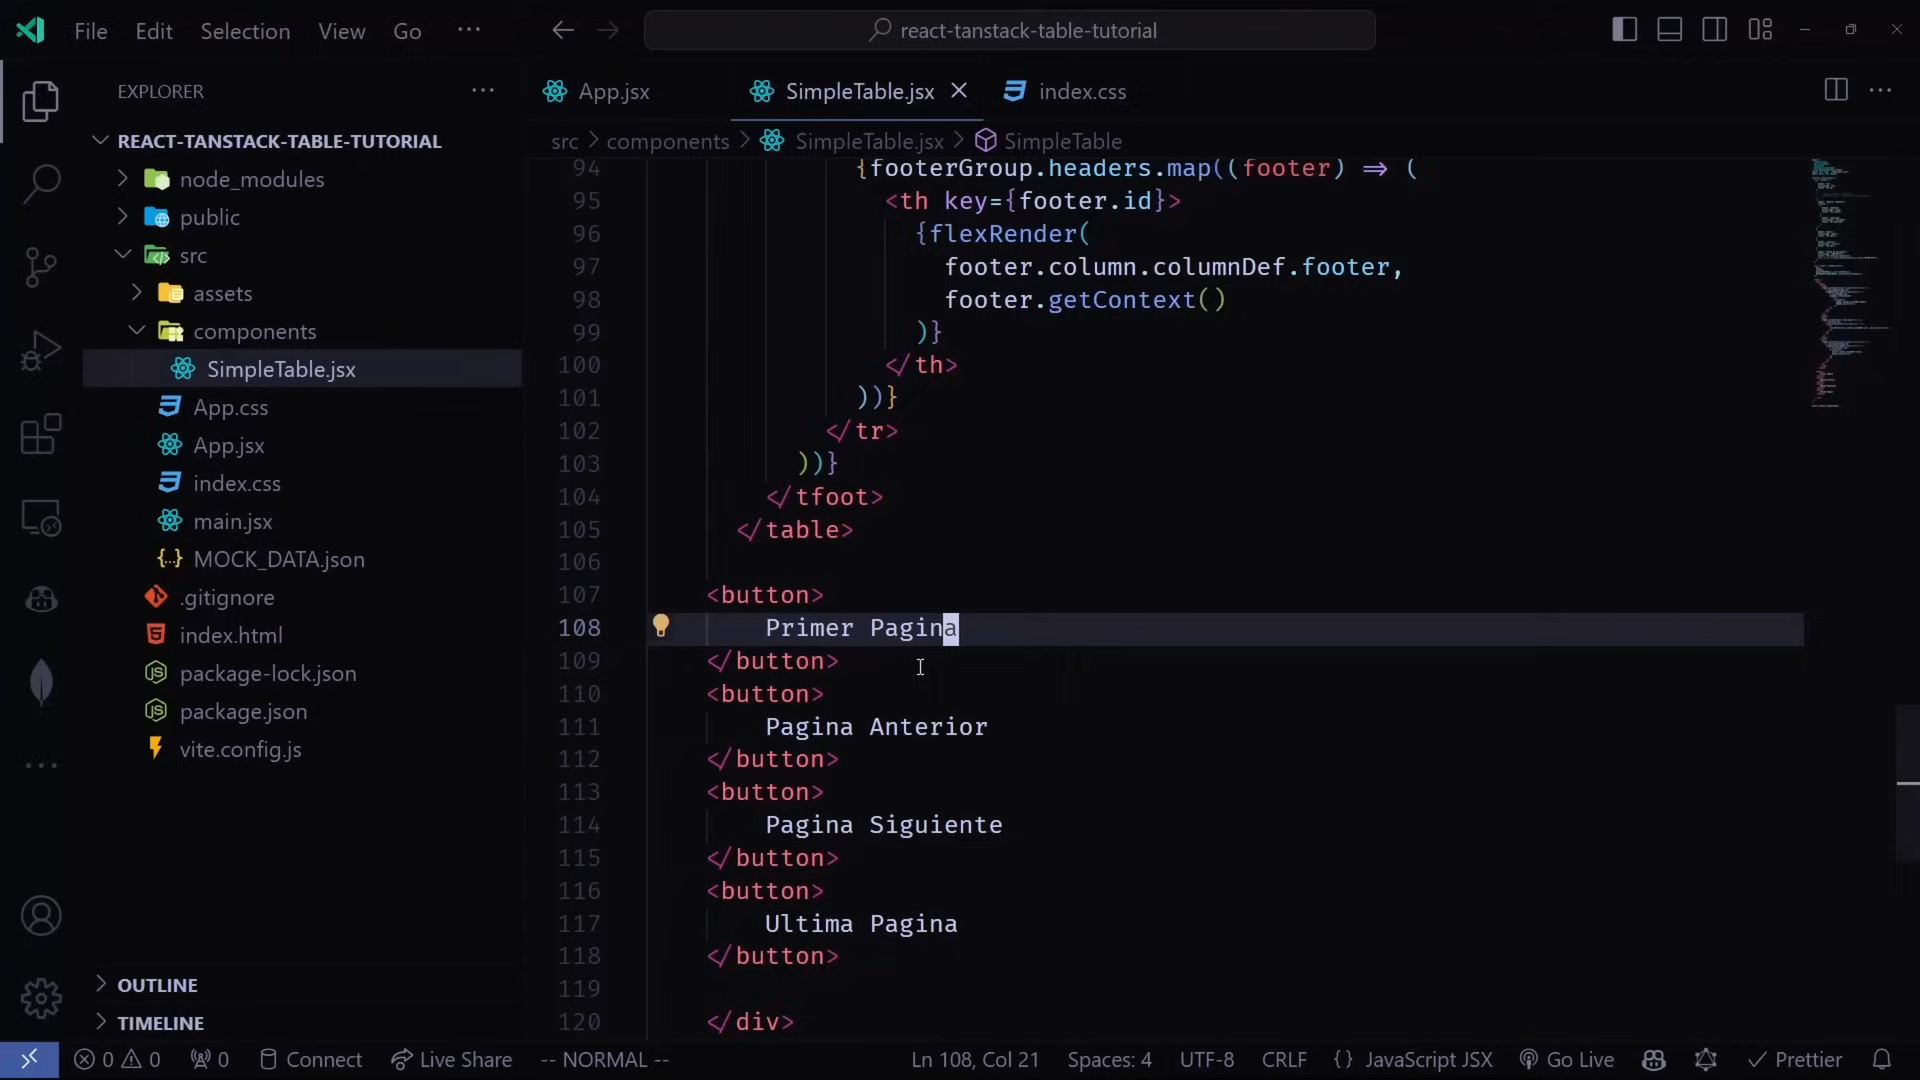 File Edit Selection View Go ··· react-tanstack-table-tutorial
EXPLORER ···
REACT-TANSTACK-TABLE-TUTORIAL
node_modules
public
src
assets
components
SimpleTable.jsx
App.css
App.jsx
index.css
main.jsx
{..} MOCK_DATA.json
.gitignore
index.html
package-lock.json
package.json
vite.config.js
OUTLINE
TIMELINE
App.jsx SimpleTable.jsx index.css
src > components > SimpleTable.jsx > SimpleTable
94 {footerGroup.headers.map((footer) => (
95 <th key={footer.id}>
96 {flexRender(
97 footer.column.columnDef.footer,
98 footer.getContext()
99 )}
100 </th>
101 ))}
102 </tr>
103 ))}
104 </tfoot>
105 </table>
106
107 <button>
108 Primer Pagina
109 </button>
110 <button>
111 Pagina Anterior
112 </button>
113 <button>
114 Pagina Siguiente
115 </button>
116 <button>
117 Ultima Pagina
118 </button>
119
120 </div>
0 0 0 Connect Live Share -- NORMAL -- Ln 108, Col 21 Spaces: 4 UTF-8 CRLF {} JavaScript JSX Go Live Prettier